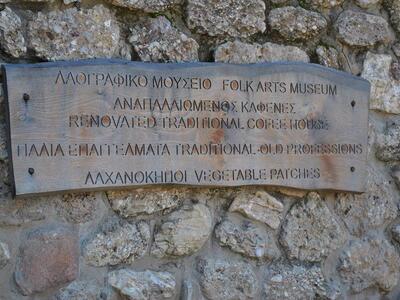 ΛΑΟΓΡΑΦΙΚΟ ΜΟΥΣΕΙΟ FOLK ARTS MUSEUM
ΑΝΑΠΑΛΑΙΩΜΕΝΟΣ ΚΑΦΕΝΕΣ
RENOVATED TRADITIONAL COFEE HOUSE
ΠΑΛΙΑ ΕΠΑΓΓΕΛΜΑΤΑ TRADITIONAL-OLD PROFESSIONS
ΛΑΧΑΝΟΚΗΠΟΙ VEGETABLE PATCHES